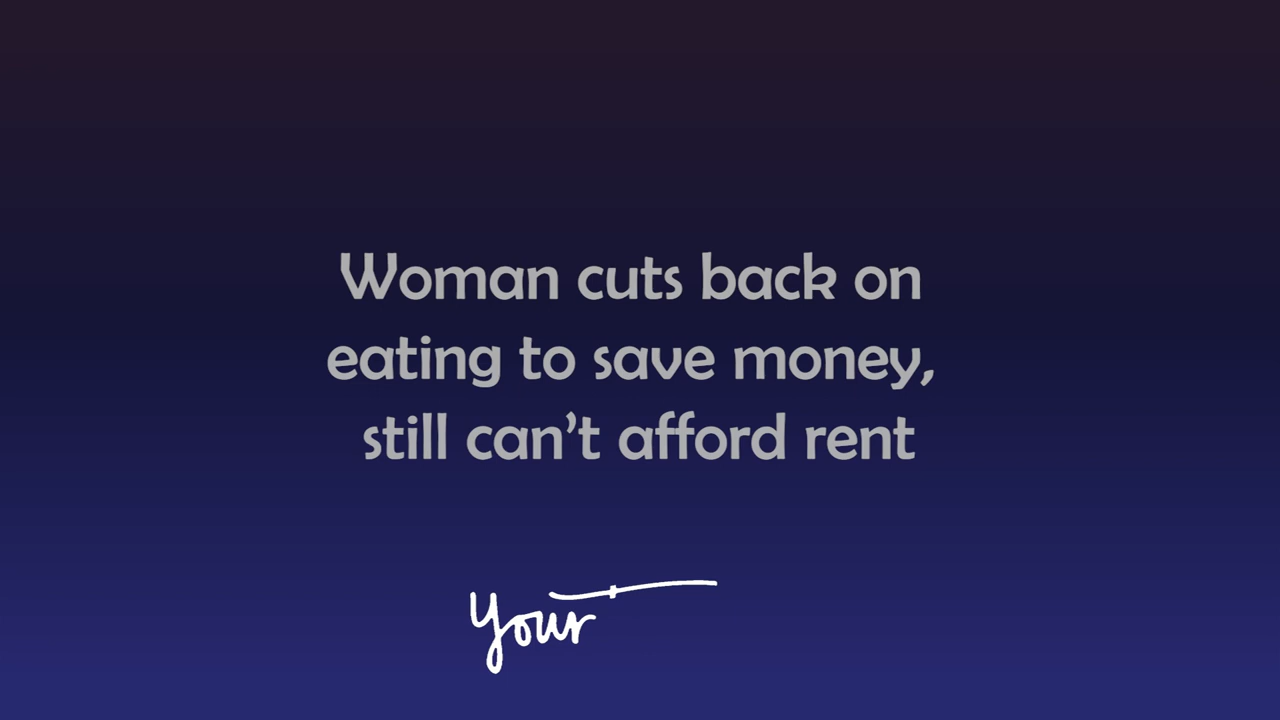 Woman cuts back on
eating to save money,
still can’t afford rent
Your